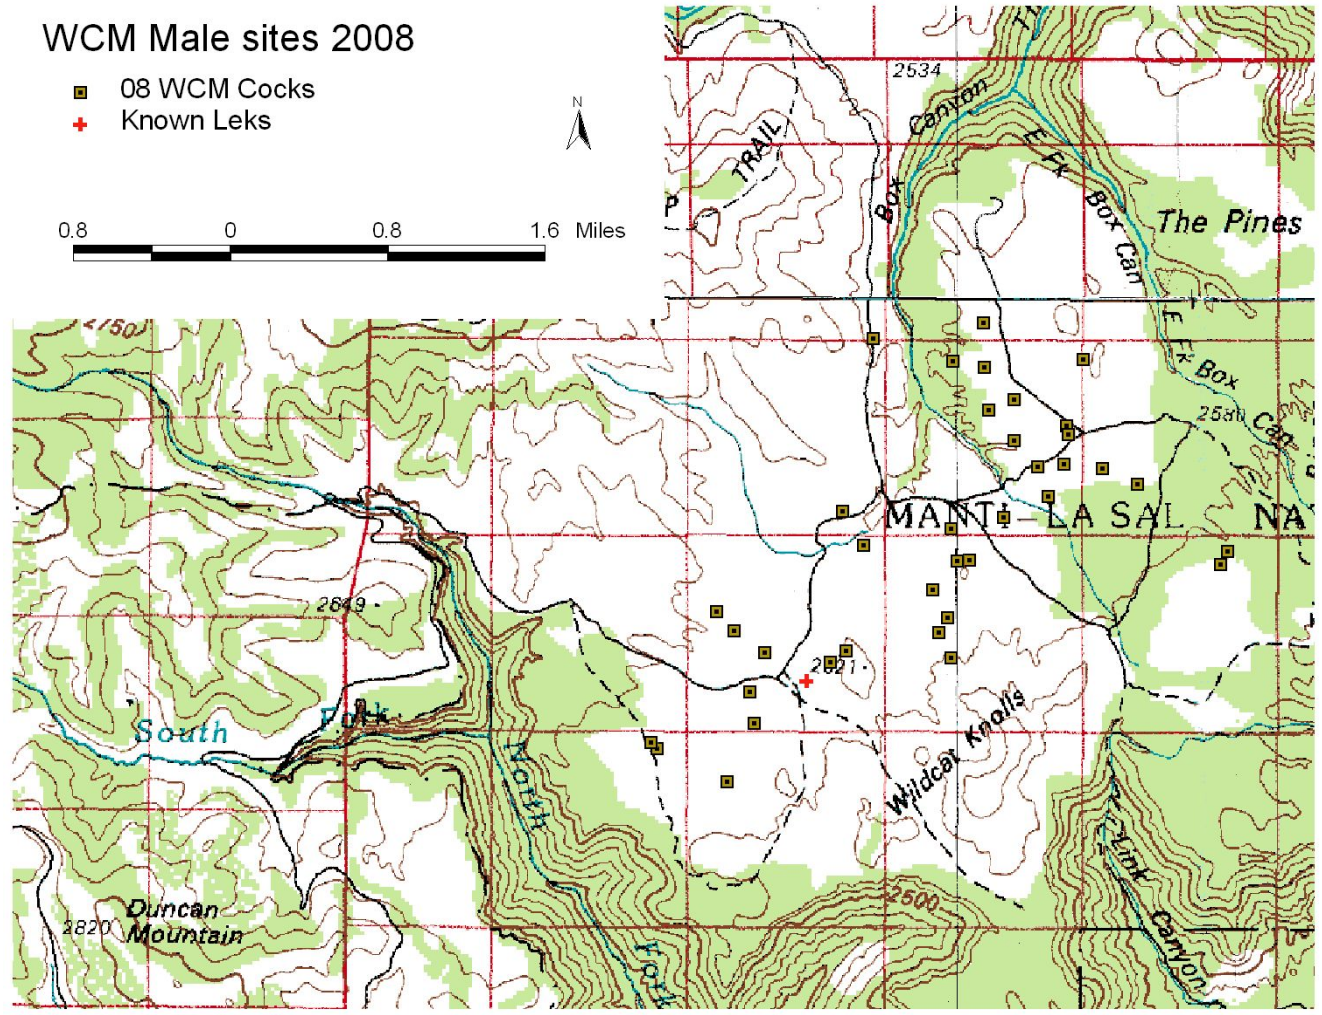 WCM Male sites 2008
08 WCM Cocks
Known Leks
N
0.8 0 0.8 1.6 Miles
2534
Canyon
TRAIL
E Fk Box Can
Box
The Pines
P
2750
E Fk Box Can
2580
MANTI-LA SAL NA
2649
2621
South Fork
North
Wildcat Knolls
Link
Canyon
2500
Duncan
Mountain
2820
Fork